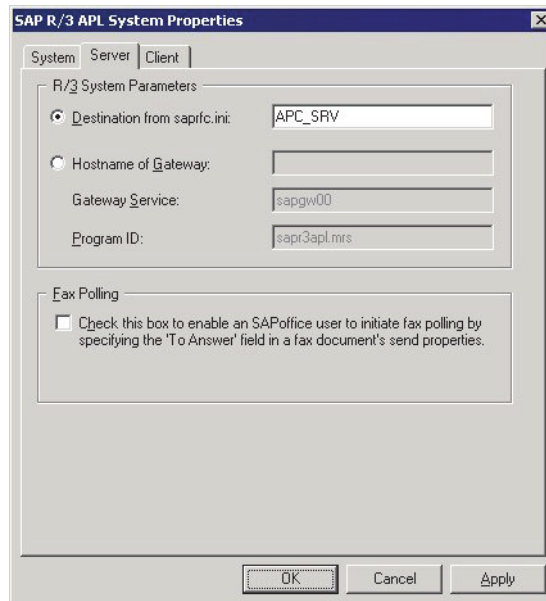 SAP R/3 APL System Properties
System Server Client
R/3 System Parameters
Destination from saprfc.ini: APC_SRV
Hostname of Gateway:
Gateway Service: sapgw00
Program ID: sapr3apl.mrs
Fax Polling
Check this box to enable an SAPoffice user to initiate fax polling by
specifying the 'To Answer' field in a fax document's send properties.
OK Cancel Apply